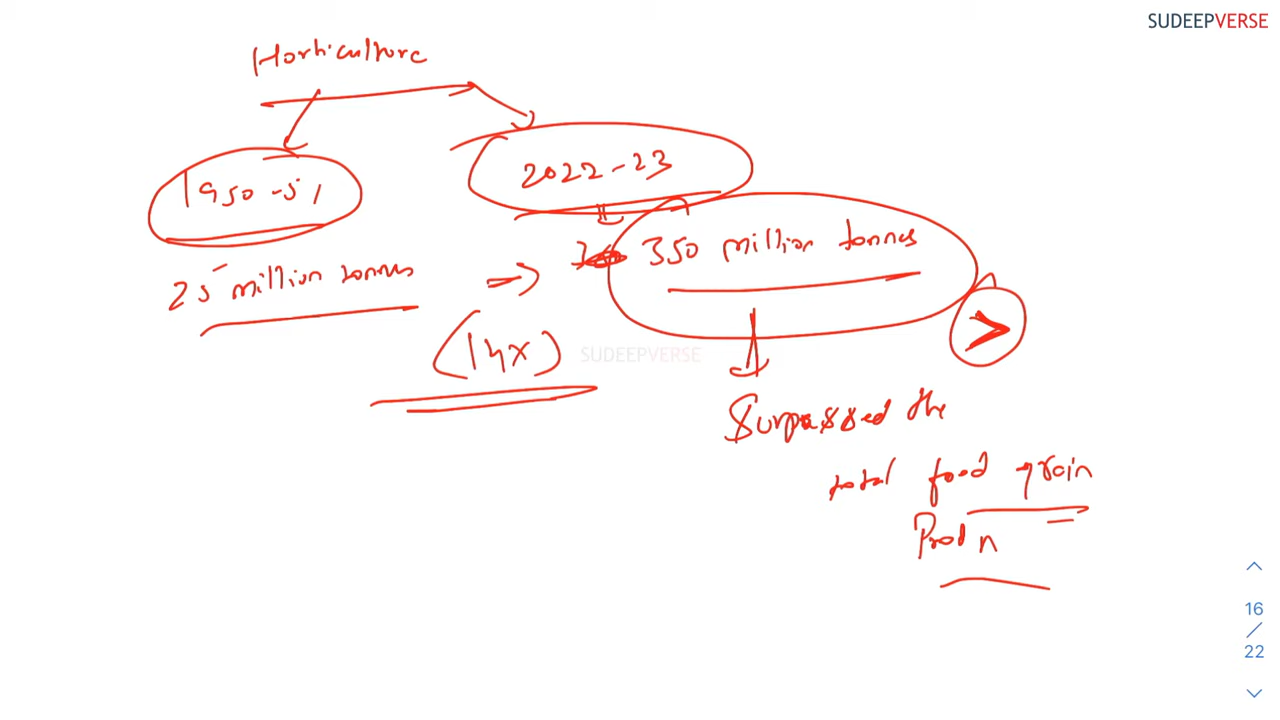 SUDEEPVERSE
Horticulture
1950-51
2022-23
25 million tonnes
350 million tonnes
>
(14x)
SUDEEPVERSE
Surpassed the
total food grain
Prodn
16
/
22